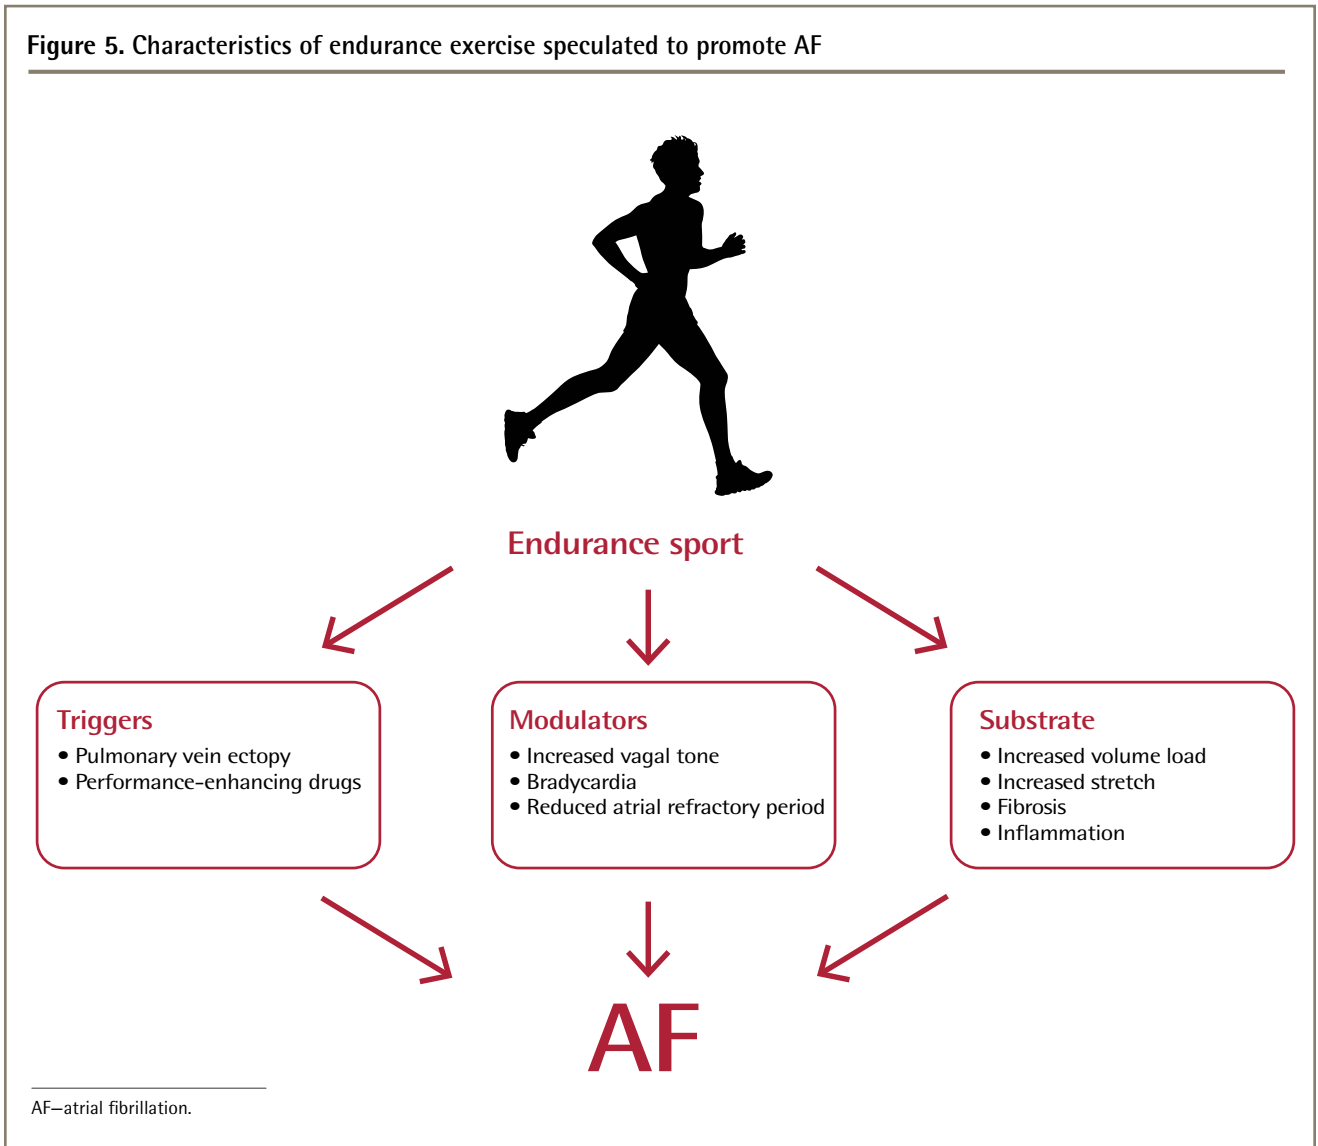 Figure 5. Characteristics of endurance exercise speculated to promote AF
Endurance sport
Triggers
• Pulmonary vein ectopy
• Performance-enhancing drugs
Modulators
• Increased vagal tone
• Bradycardia
• Reduced atrial refractory period
Substrate
• Increased volume load
• Increased stretch
• Fibrosis
• Inflammation
AF
AF—atrial fibrillation.